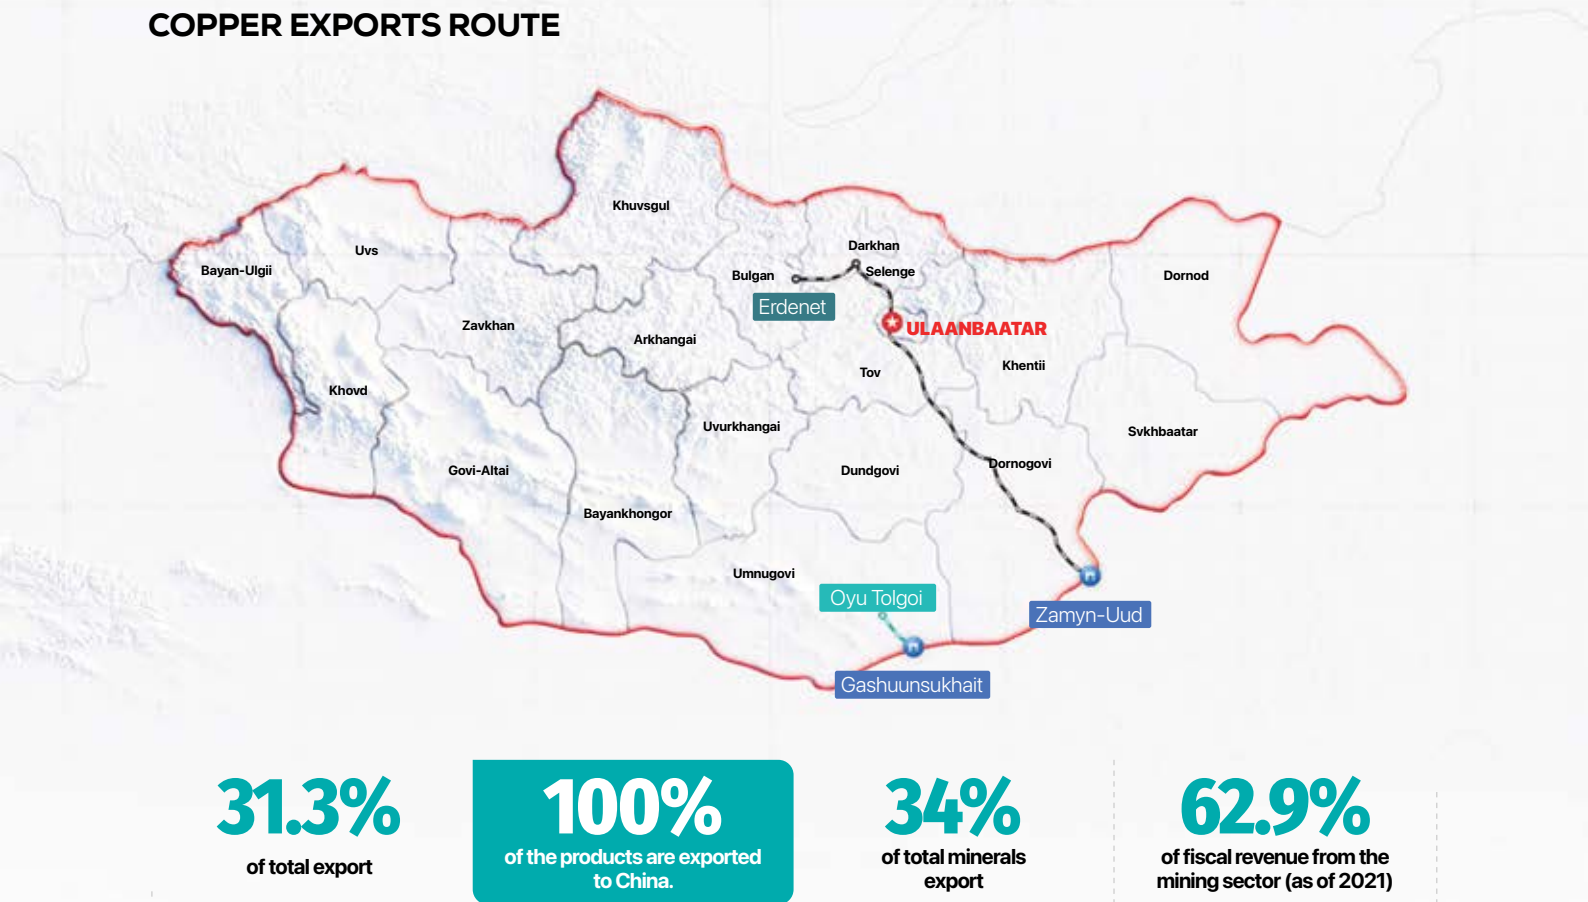 COPPER EXPORTS ROUTE
Khuvsgul
Uvs
Bayan-Ulgii
Darkhan
Selenge
Bulgan
Dornod
Erdenet
Zavkhan
Arkhangai
ULAANBAATAR
Khentii
Tov
Khovd
Uvurkhangai
Svkhbaatar
Govi-Altai
Dundgovi
Dornogovi
Bayankhongor
Umnugovi
Oyu Tolgoi
Zamyn-Uud
Gashuunsukhait
31.3%
of total export
100%
of the products are exported
to China.
34%
of total minerals
export
62.9%
of fiscal revenue from the
mining sector (as of 2021)